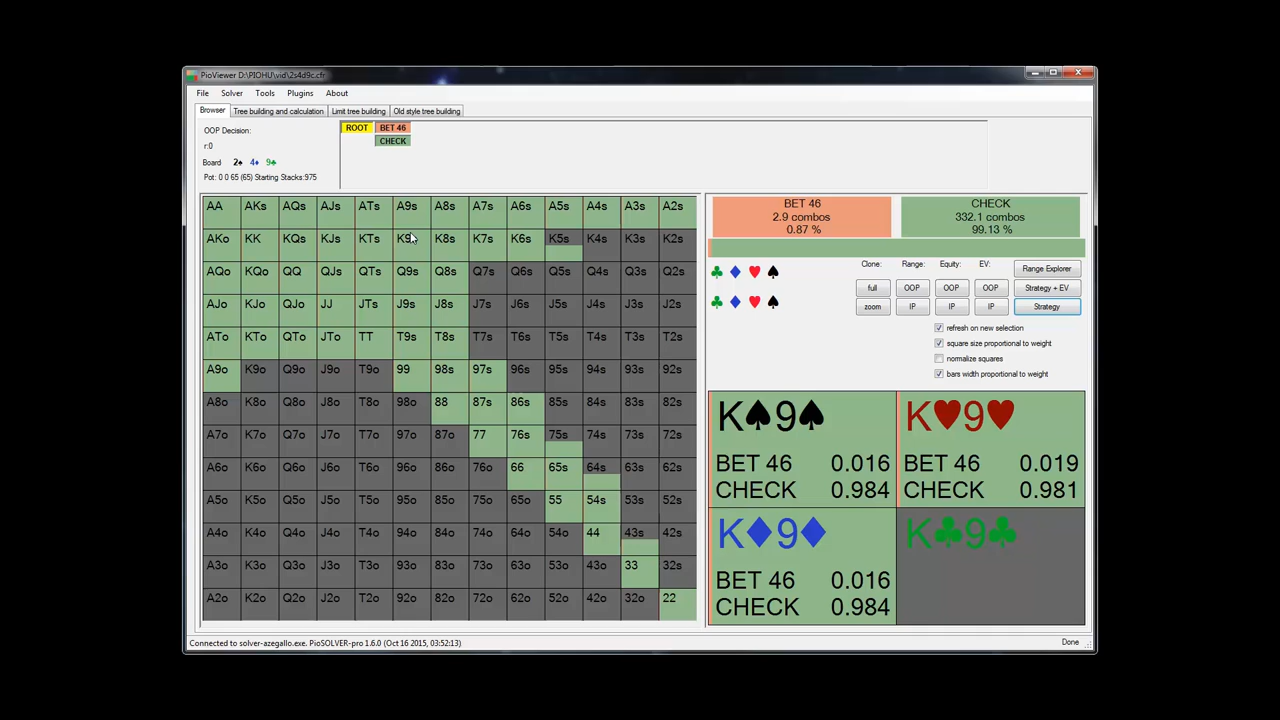 PioViewer D:\PIOHU\vid\2s4d9c.cfr
File Solver Tools Plugins About
Browser Tree building and calculation Limit tree building Old style tree building
OOP Decision:
r:0
Board 2♠ 4♦ 9♣
Pot: 0 0 65 (65) Starting Stacks:975
ROOT BET 46
CHECK
AA AKs AQs AJs ATs A9s A8s A7s A6s A5s A4s A3s A2s
AKo KK KQs KJs KTs K9s K8s K7s K6s K5s K4s K3s K2s
AQo KQo QQ QJs QTs Q9s Q8s Q7s Q6s Q5s Q4s Q3s Q2s
AJo KJo QJo JJ JTs J9s J8s J7s J6s J5s J4s J3s J2s
ATo KTo QTo JTo TT T9s T8s T7s T6s T5s T4s T3s T2s
A9o K9o Q9o J9o T9o 99 98s 97s 96s 95s 94s 93s 92s
A8o K8o Q8o J8o T8o 98o 88 87s 86s 85s 84s 83s 82s
A7o K7o Q7o J7o T7o 97o 87o 77 76s 75s 74s 73s 72s
A6o K6o Q6o J6o T6o 96o 86o 76o 66 65s 64s 63s 62s
A5o K5o Q5o J5o T5o 95o 85o 75o 65o 55 54s 53s 52s
A4o K4o Q4o J4o T4o 94o 84o 74o 64o 54o 44 43s 42s
A3o K3o Q3o J3o T3o 93o 83o 73o 63o 53o 43o 33 32s
A2o K2o Q2o J2o T2o 92o 82o 72o 62o 52o 42o 32o 22
BET 46 CHECK
2.9 combos 332.1 combos
0.87 % 99.13 %
♣ ♦ ♥ ♠
♣ ♦ ♥ ♠
Clone: Range: Equity: EV:
full OOP OOP OOP
zoom IP IP IP
Range Explorer
Strategy + EV
Strategy
refresh on new selection
square size proportional to weight
normalize squares
bars width proportional to weight
K♠9♠ K♥9♥
BET 46 0.016 BET 46 0.019
CHECK 0.984 CHECK 0.981
K♦9♦ K♣9♣
BET 46 0.016
CHECK 0.984
Connected to solver-azegallo.exe. PioSOLVER-pro 1.6.0 (Oct 16 2015, 03:52:13) Done